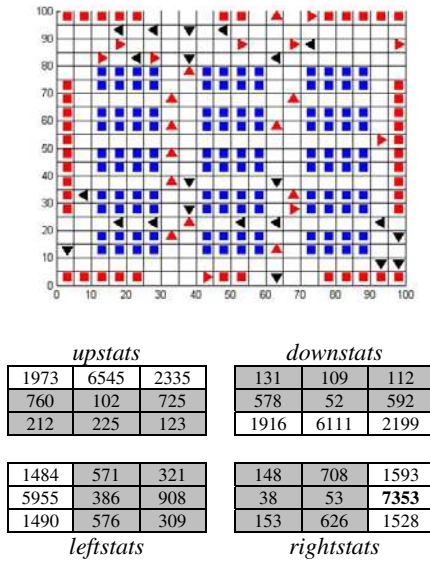 100
90
80
70
60
50
40
30
20
10
0
0 10 20 30 40 50 60 70 80 90 100
upstats downstats
1973 6545 2335 131 109 112
760 102 725 578 52 592
212 225 123 1916 6111 2199
1484 571 321 148 708 1593
5955 386 908 38 53 7353
1490 576 309 153 626 1528
leftstats rightstats